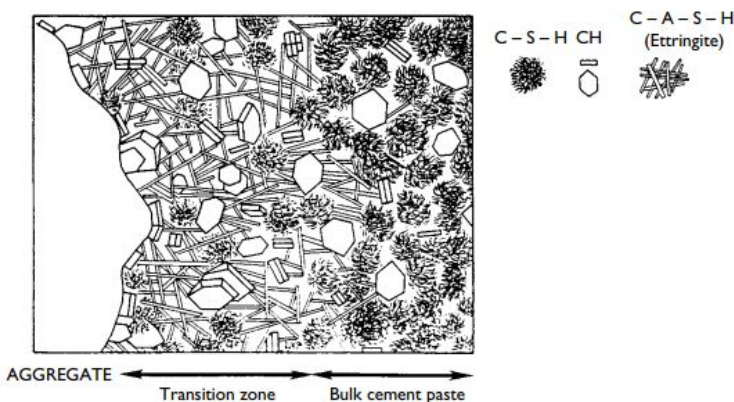 C – S – H CH C – A – S – H
(Ettringite)
AGGREGATE
Transition zone Bulk cement paste